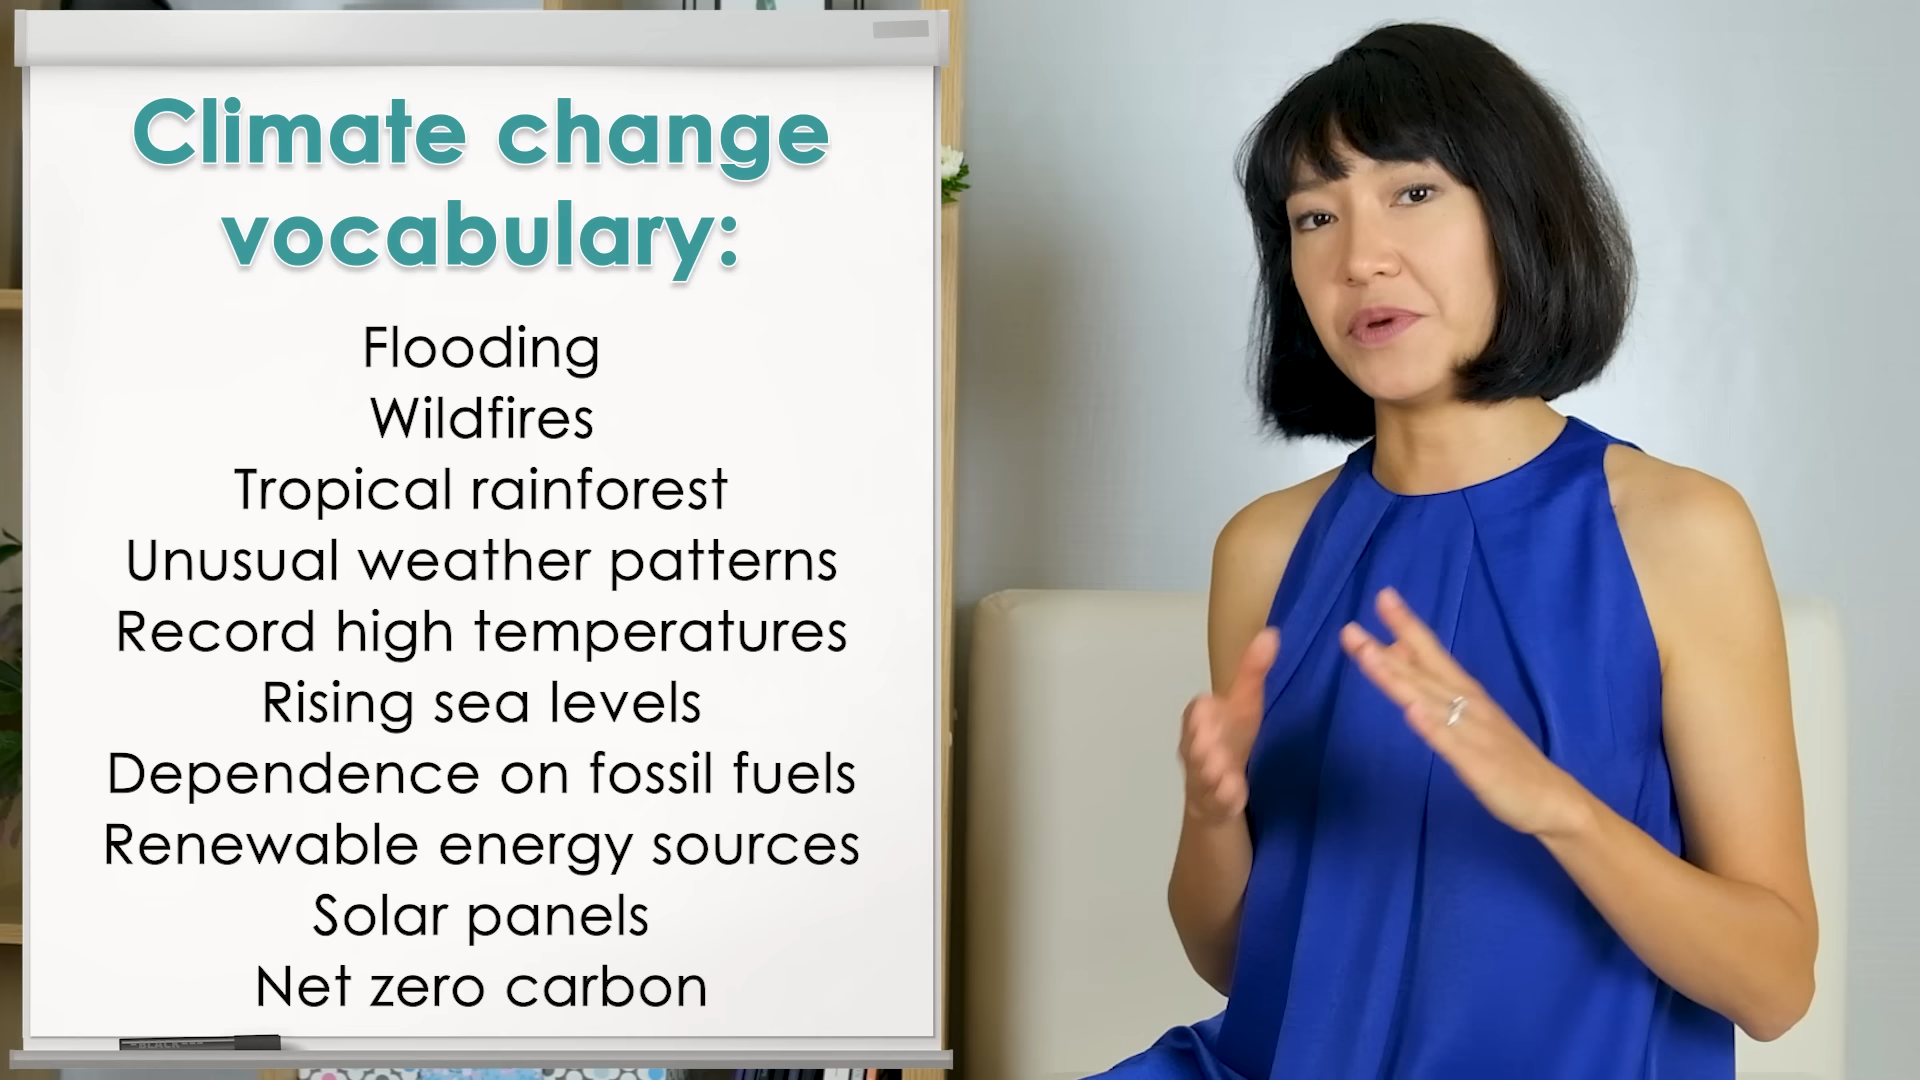 Climate change
vocabulary:
Flooding
Wildfires
Tropical rainforest
Unusual weather patterns
Record high temperatures
Rising sea levels
Dependence on fossil fuels
Renewable energy sources
Solar panels
Net zero carbon
BLACK